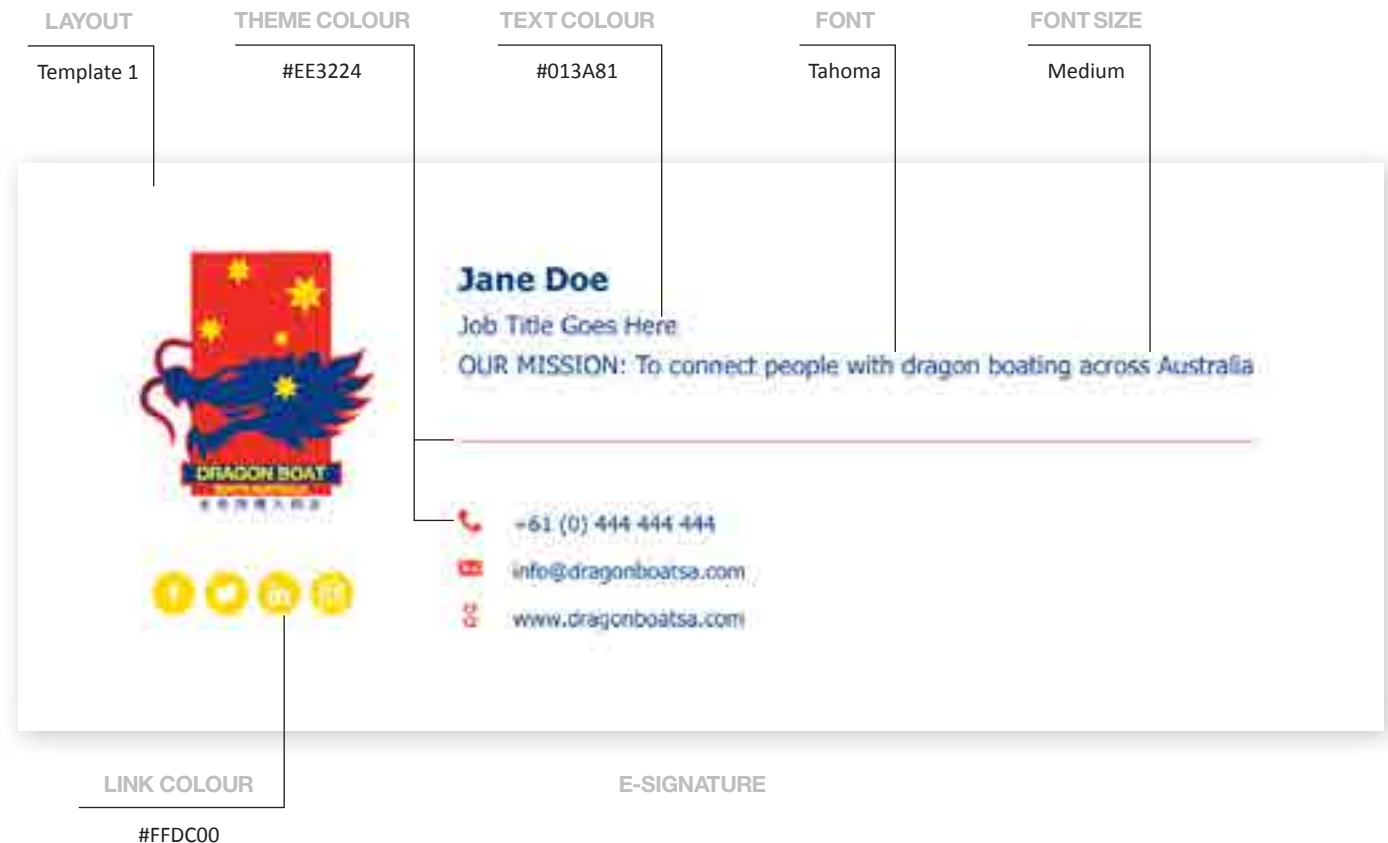 LAYOUT
THEME COLOUR
TEXT COLOUR
FONT
FONT SIZE
Template 1
#EE3224
#013A81
Tahoma
Medium
Jane Doe
Job Title Goes Here
OUR MISSION: To connect people with dragon boating across Australia
DRAGON BOAT
SOUTH AUSTRALIA
+61 (0) 444 444 444
info@dragonboatsa.com
www.dragonboatsa.com
LINK COLOUR
E-SIGNATURE
#FFDC00